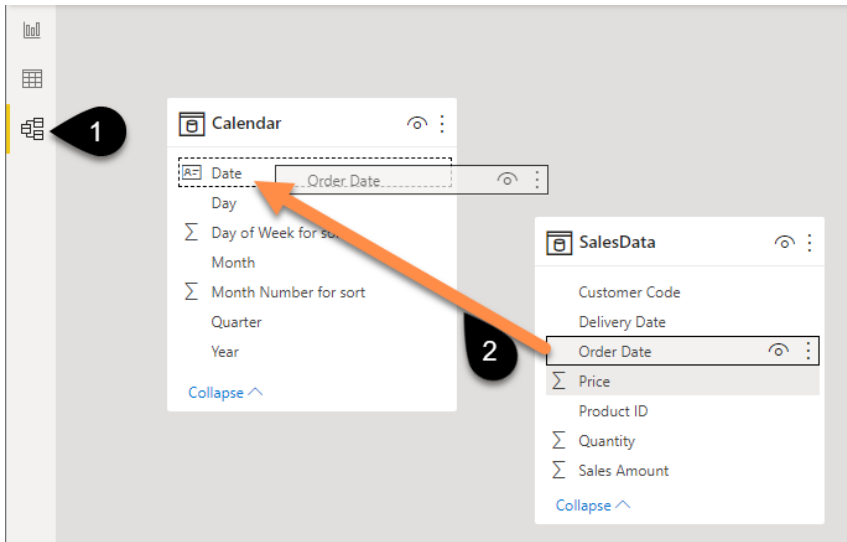 1
Calendar
Date
Order Date
Day
Day of Week for so
Month
Month Number for sort
Quarter
Year
Collapse
2
SalesData
Customer Code
Delivery Date
Order Date
Price
Product ID
Quantity
Sales Amount
Collapse